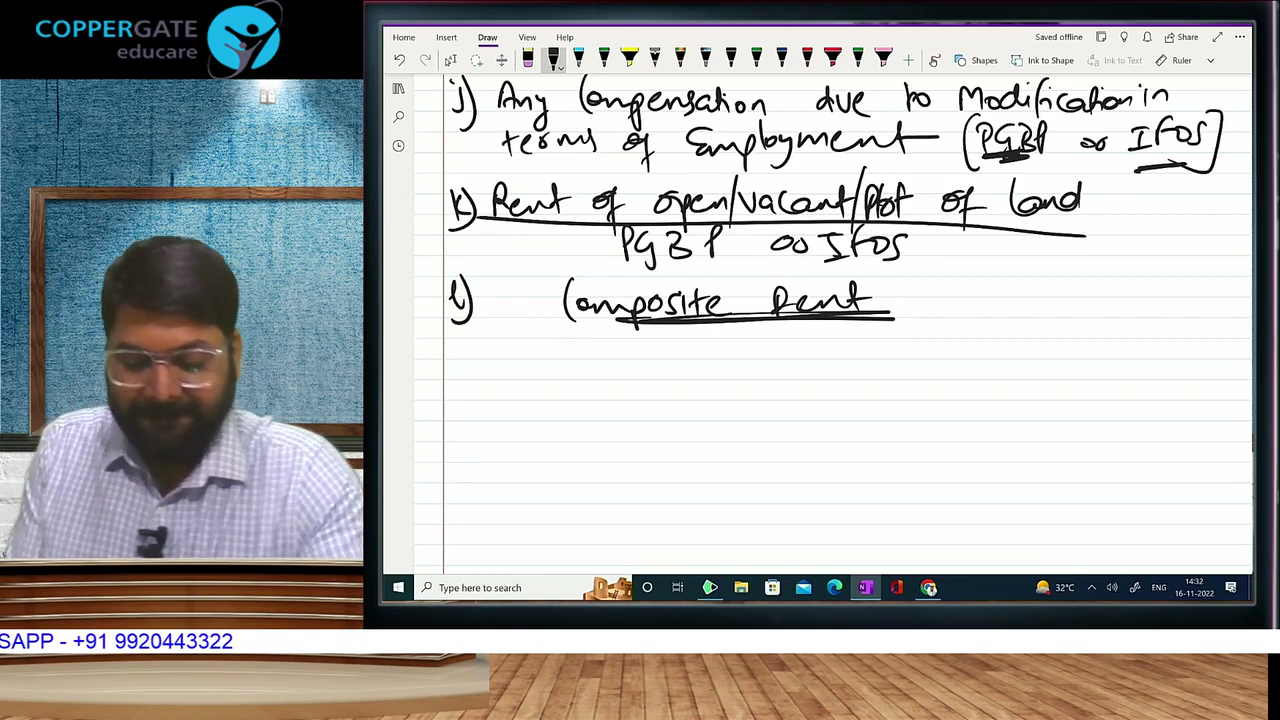 COPPERGATE
educare
Home Insert Draw View Help
Saved offline
Share
Shapes
Ink to Shape
Ink to Text
Ruler
j) Any Compensation due to Modification in
terms of Employment (PGBP or IFOS)
k) Rent of open/vacant/Plot of Land
PGBP or IFOS
l) Composite Rent
Type here to search
32°C
ENG
14:32
16-11-2022
SAPP - +91 9920443322